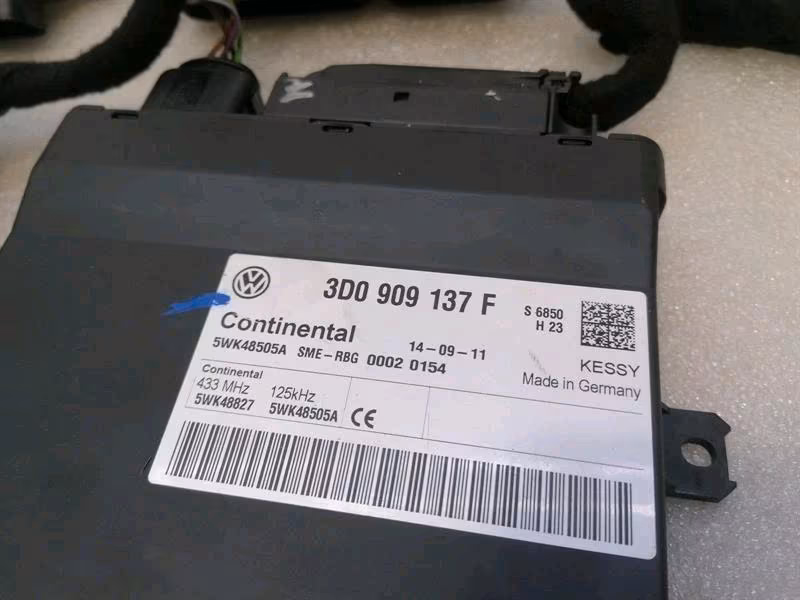 3D0 909 137 F
S 6850
H 23
Continental
5WK48505A SME-RBG 0002 0154
14-09-11
KESSY
Made in Germany
Continental
433 MHz 125kHz
5WK48827 5WK48505A
CE